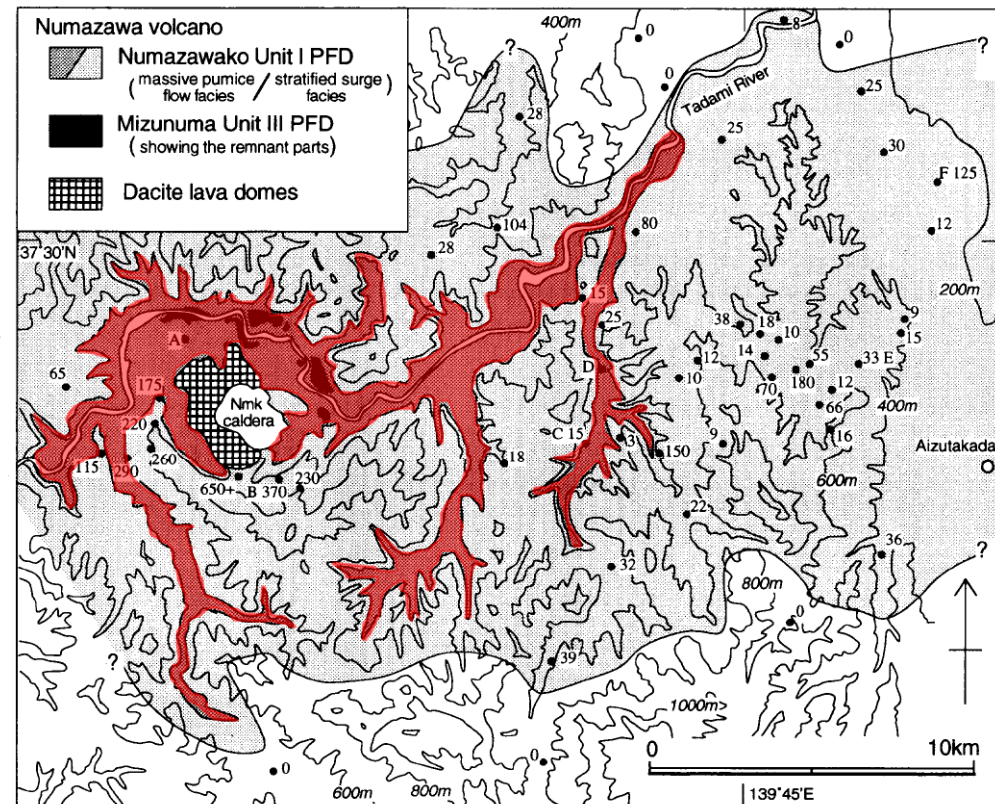 Numazawa volcano
Numazawako Unit I PFD
( massive pumice / stratified surge )
flow facies facies
Mizunuma Unit III PFD
( showing the remnant parts )
Dacite lava domes
400m
?
0
8
0
?
0
Tadami River
25
28
25
30
F 125
104
80
12
28
37°30'N
200m
15
A
25
38
18
10
9
15
65
175
D
12
14
55
33 E
10
70
180
12
Nmk
caldera
220
66
400m
C 15
3
9
16
Aizutakada
115
290
260
150
18
650+ B 370
230
600m
22
36
?
32
800m
0
?
39
1000m>
0
10km
0
0
600m
800m
139°45'E